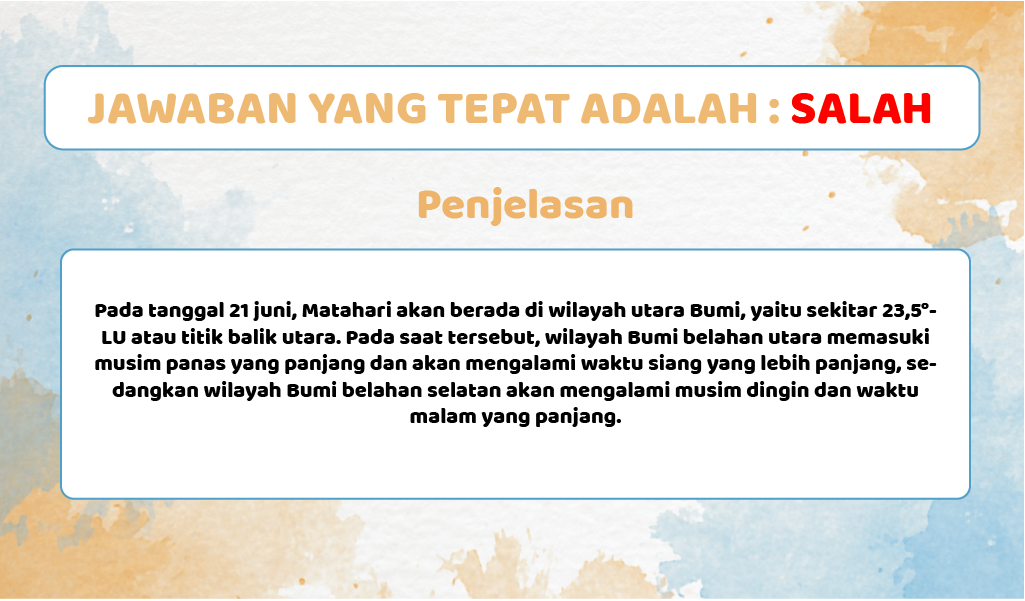 JAWABAN YANG TEPAT ADALAH : SALAH
Penjelasan
Pada tanggal 21 juni, Matahari akan berada di wilayah utara Bumi, yaitu sekitar 23,5°-
LU atau titik balik utara. Pada saat tersebut, wilayah Bumi belahan utara memasuki
musim panas yang panjang dan akan mengalami waktu siang yang lebih panjang, se-
dangkan wilayah Bumi belahan selatan akan mengalami musim dingin dan waktu
malam yang panjang.